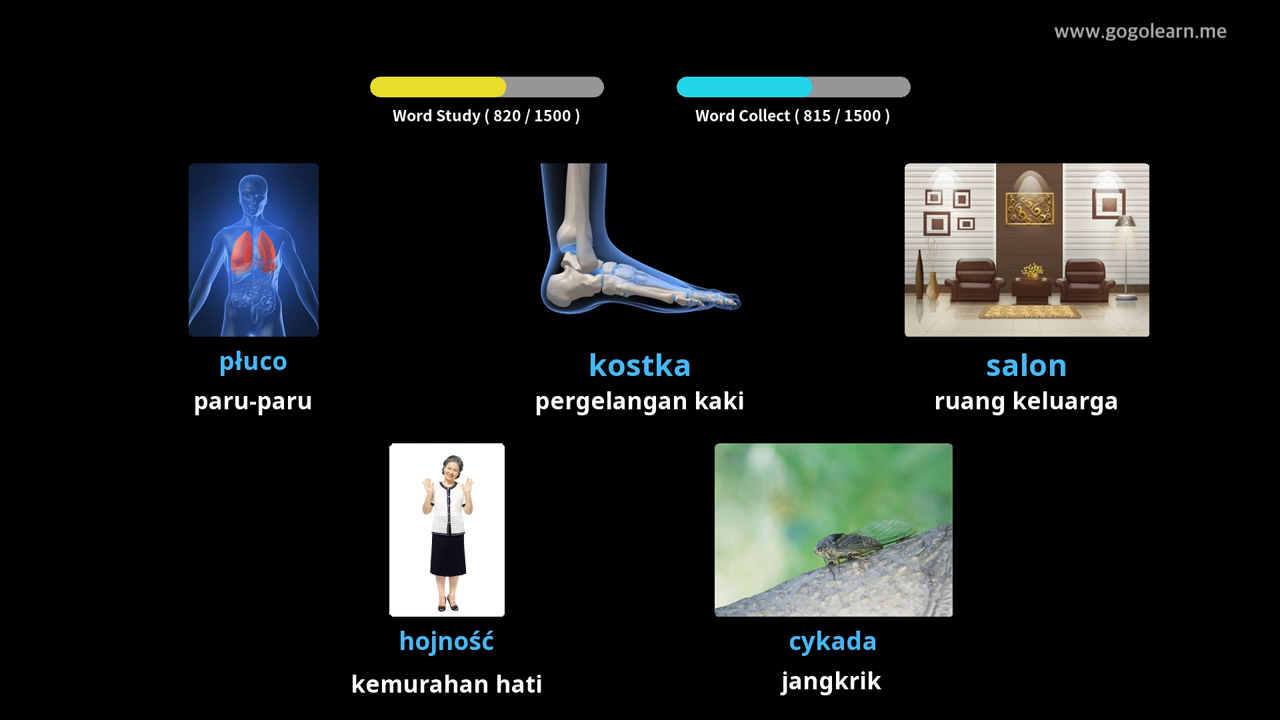 www.gogolearn.me
Word Study ( 820 / 1500 )
Word Collect ( 815 / 1500 )
płuco
kostka
salon
paru-paru
pergelangan kaki
ruang keluarga
hojność
cykada
kemurahan hati
jangkrik